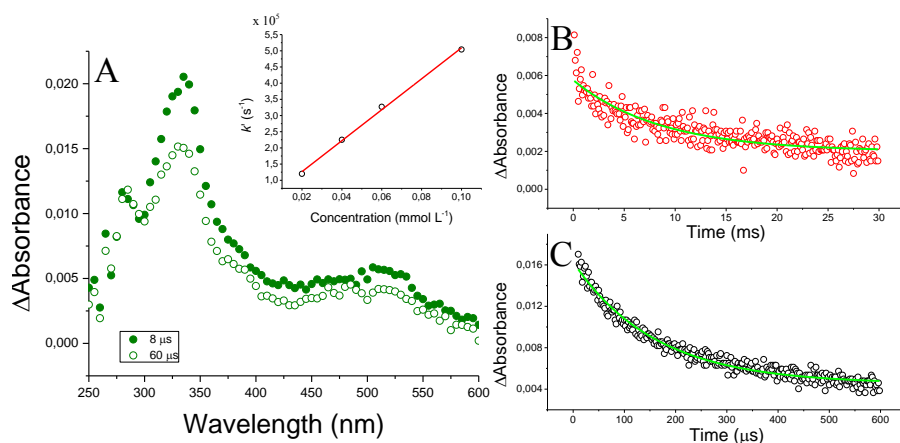 A
ΔAbsorbance
0,020
0,015
0,010
0,005
0,000
250 300 350 400 450 500 550 600
Wavelength (nm)
8 μs
60 μs
x 10⁵
5,5
5,0
4,5
4,0
3,5
3,0
2,5
2,0
1,5
1,0
K' (s⁻¹)
0,02 0,04 0,06 0,08 0,10
Concentration (mmol L⁻¹)
B
ΔAbsorbance
0,008
0,006
0,004
0,002
0,000
0 5 10 15 20 25 30
Time (ms)
C
ΔAbsorbance
0,016
0,012
0,008
0,004
0 100 200 300 400 500 600
Time (μs)